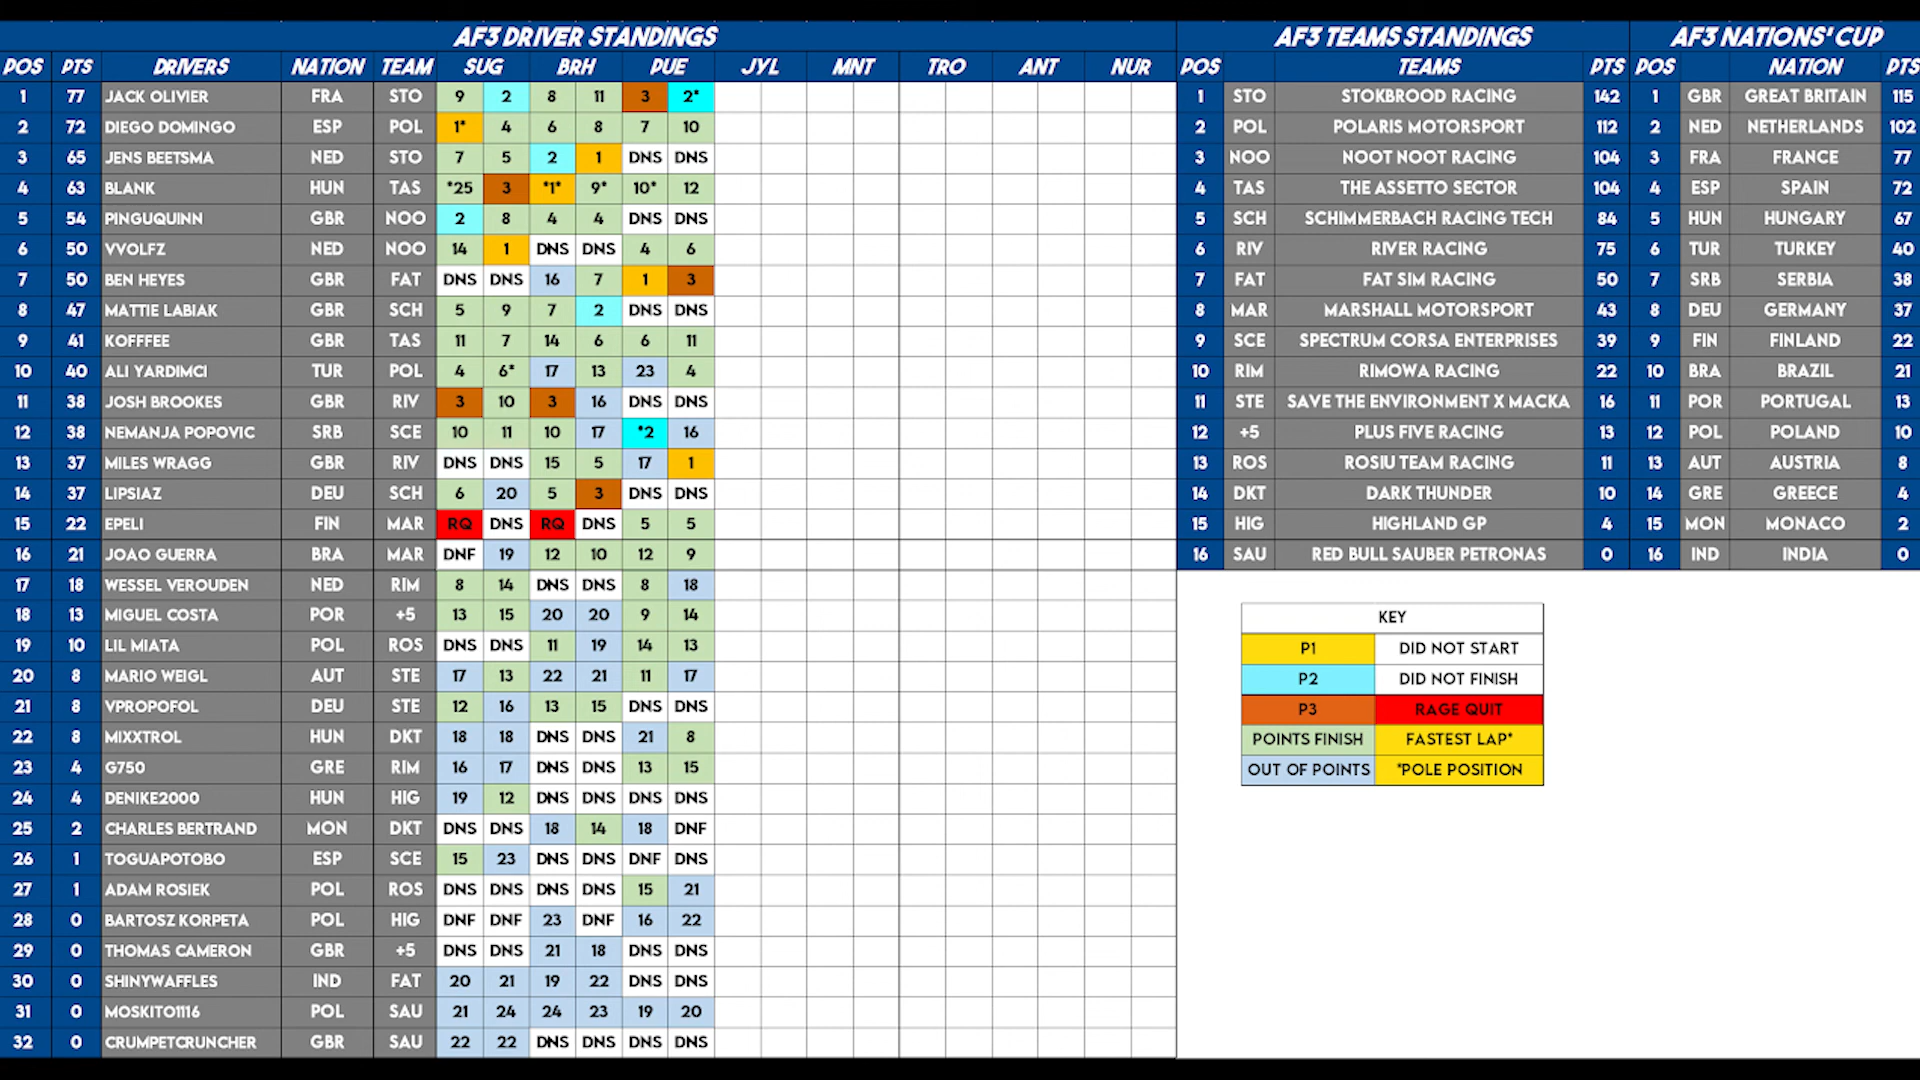 AF3 DRIVER STANDINGS AF3 TEAMS STANDINGS AF3 NATIONS' CUP
POS PTS DRIVERS NATION TEAM SUG BRH PUE JYL MNT TRO ANT NUR POS TEAMS PTS POS NATION PTS
1 77 JACK OLIVIER FRA STO 9 2 8 11 3 2* 1 STO STOKBROOD RACING 142 1 GBR GREAT BRITAIN 115
2 72 DIEGO DOMINGO ESP POL 1* 4 6 8 7 10 2 POL POLARIS MOTORSPORT 112 2 NED NETHERLANDS 102
3 65 JENS BEETSMA NED STO 7 5 2 1 DNS DNS 3 NOO NOOT NOOT RACING 104 3 FRA FRANCE 77
4 63 BLANK HUN TAS *25 3 *1* 9* 10* 12 4 TAS THE ASSETTO SECTOR 104 4 ESP SPAIN 72
5 54 PINGUQUINN GBR NOO 2 8 4 4 DNS DNS 5 SCH SCHIMMERBACH RACING TECH 84 5 HUN HUNGARY 67
6 50 VVOLFZ NED NOO 14 1 DNS DNS 4 6 6 RIV RIVER RACING 75 6 TUR TURKEY 40
7 50 BEN HEYES GBR FAT DNS DNS 16 7 1 3 7 FAT FAT SIM RACING 50 7 SRB SERBIA 38
8 47 MATTIE LABIAK GBR SCH 5 9 7 2 DNS DNS 8 MAR MARSHALL MOTORSPORT 43 8 DEU GERMANY 37
9 41 KOFFFEE GBR TAS 11 7 14 6 6 11 9 SCE SPECTRUM CORSA ENTERPRISES 39 9 FIN FINLAND 22
10 40 ALI YARDIMCI TUR POL 4 6* 17 13 23 4 10 RIM RIMOWA RACING 22 10 BRA BRAZIL 21
11 38 JOSH BROOKES GBR RIV 3 10 3 16 DNS DNS 11 STE SAVE THE ENVIRONMENT X MACKA 16 11 POR PORTUGAL 13
12 38 NEMANJA POPOVIC SRB SCE 10 11 10 17 *2 16 12 +5 PLUS FIVE RACING 13 12 POL POLAND 10
13 37 MILES WRAGG GBR RIV DNS DNS 15 5 17 1 13 ROS ROSIU TEAM RACING 11 13 AUT AUSTRIA 8
14 37 LIPSIAZ DEU SCH 6 20 5 3 DNS DNS 14 DKT DARK THUNDER 10 14 GRE GREECE 4
15 22 EPELI FIN MAR RQ DNS RQ DNS 5 5 15 HIG HIGHLAND GP 4 15 MON MONACO 2
16 21 JOAO GUERRA BRA MAR DNF 19 12 10 12 9 16 SAU RED BULL SAUBER PETRONAS 0 16 IND INDIA 0
17 18 WESSEL VEROUDEN NED RIM 8 14 DNS DNS 8 18
18 13 MIGUEL COSTA POR +5 13 15 20 20 9 14
19 10 LIL MIATA POL ROS DNS DNS 11 19 14 13
20 8 MARIO WEIGL AUT STE 17 13 22 21 11 17
21 8 VPROPOFOL DEU STE 12 16 13 15 DNS DNS
22 8 MIXXTROL HUN DKT 18 18 DNS DNS 21 8
23 4 G750 GRE RIM 16 17 DNS DNS 13 15
24 4 DENIKE2000 HUN HIG 19 12 DNS DNS DNS DNS
25 2 CHARLES BERTRAND MON DKT DNS DNS 18 14 18 DNF
26 1 TOGUAPOTOBO ESP SCE 15 23 DNS DNS DNF DNS
27 1 ADAM ROSIEK POL ROS DNS DNS DNS DNS 15 21
28 0 BARTOSZ KORPETA POL HIG DNF DNF 23 DNF 16 22
29 0 THOMAS CAMERON GBR +5 DNS DNS 21 18 DNS DNS
30 0 SHINYWAFFLES IND FAT 20 21 19 22 DNS DNS
31 0 MOSKITO1116 POL SAU 21 24 24 23 19 20
32 0 CRUMPETCRUNCHER GBR SAU 22 22 DNS DNS DNS DNS
KEY
P1 DID NOT START
P2 DID NOT FINISH
P3 RAGE QUIT
POINTS FINISH FASTEST LAP*
OUT OF POINTS *POLE POSITION